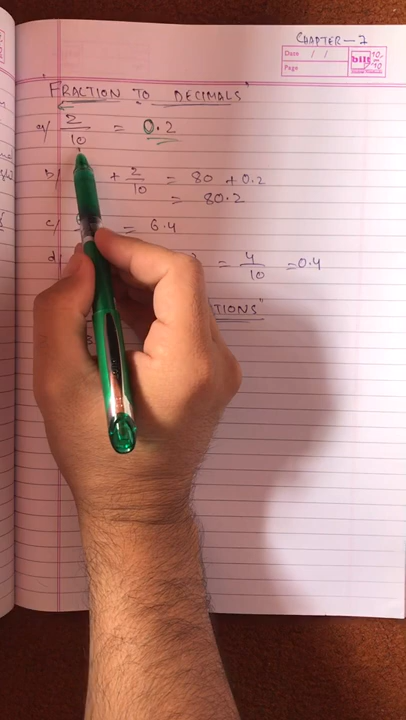 CHAPTER - 7
Date / /
Page
bilt
FRACTION TO DECIMALS"
a/ 2/10 = 0.2
b/ + 2/10 = 80 + 0.2
= 80.2
c/ = 6.4
d/ = 4/10 = 0.4
TIONS"